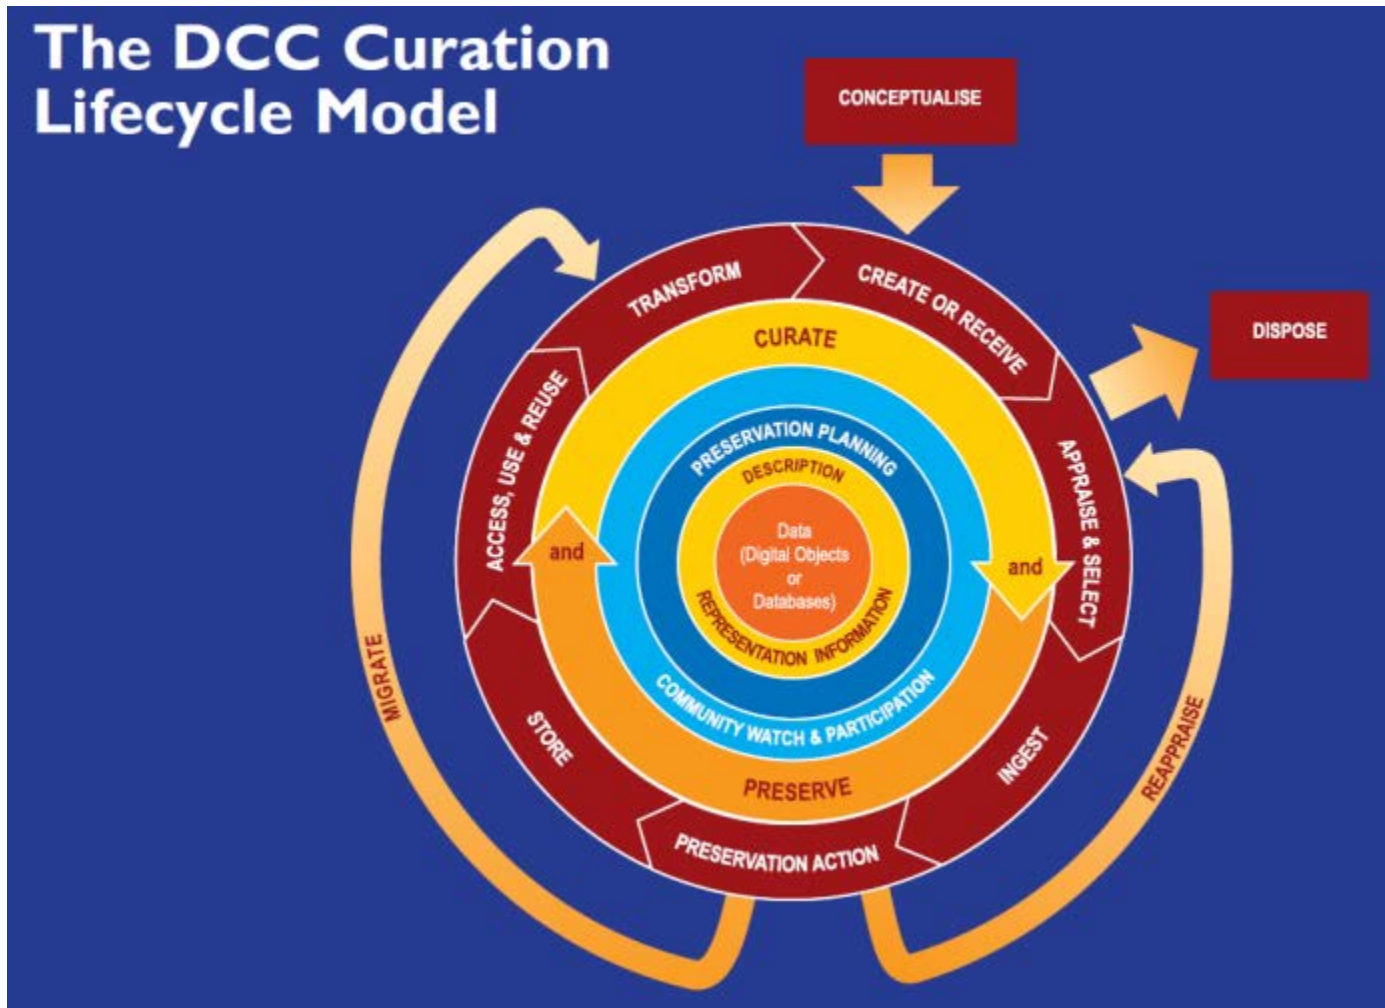 The DCC Curation
Lifecycle Model
CONCEPTUALISE
DISPOSE
TRANSFORM
CREATE OR RECEIVE
APPRAISE & SELECT
INGEST
PRESERVATION ACTION
STORE
ACCESS, USE & REUSE
MIGRATE
REAPPRAISE
CURATE
and
PRESERVE
and
PRESERVATION PLANNING
COMMUNITY WATCH & PARTICIPATION
DESCRIPTION
REPRESENTATION INFORMATION
Data
(Digital Objects
or
Databases)